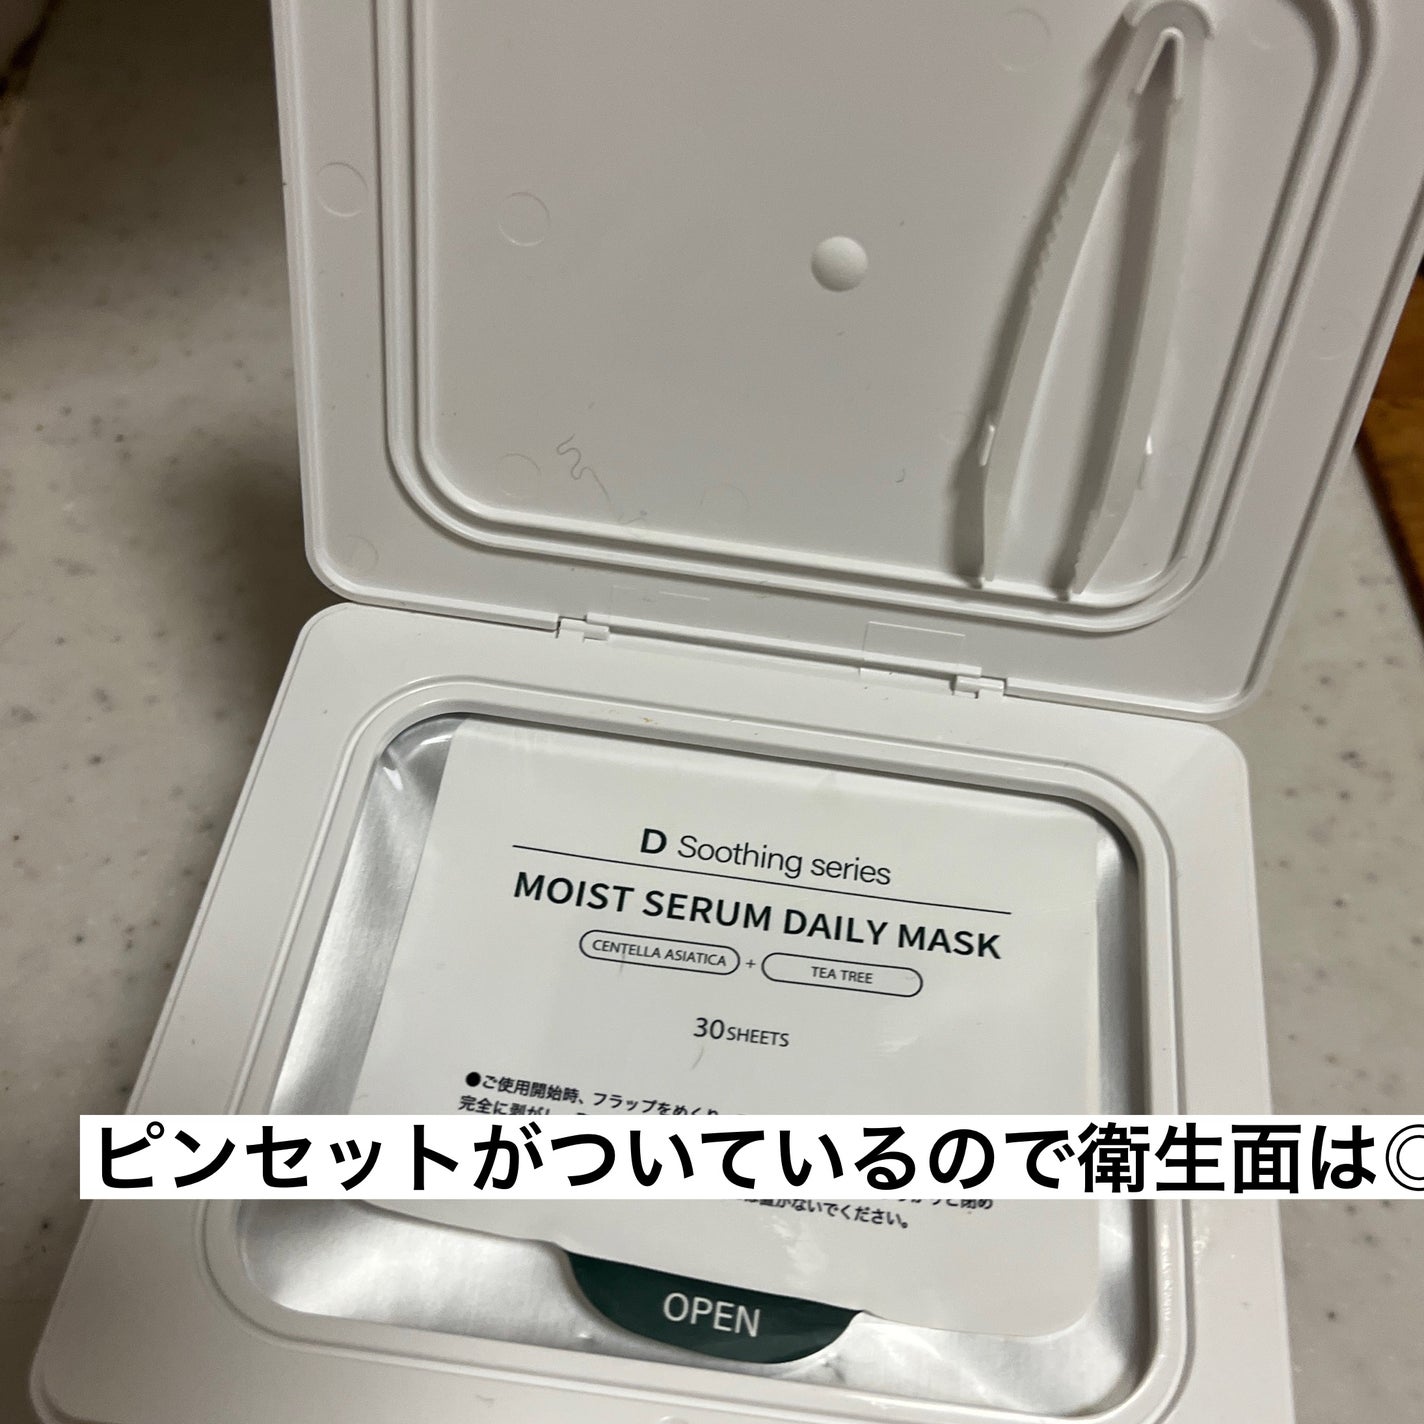 D Soothing series
MOIST SERUM DAILY MASK
CENTELLA ASIATICA + TEA TREE
30 SHEETS
●ご使用開始時、フラップをめくり
完全に剥がし
ピンセットがついているので衛生面は◎
ないでください。
OPEN